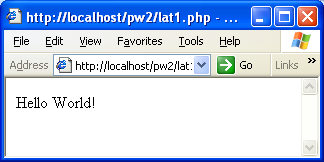 http://localhost/pw2/lat1.php - ...
File Edit View Favorites Tools Help
Address http://localhost/pw2/lat: Go Links »
Hello World!